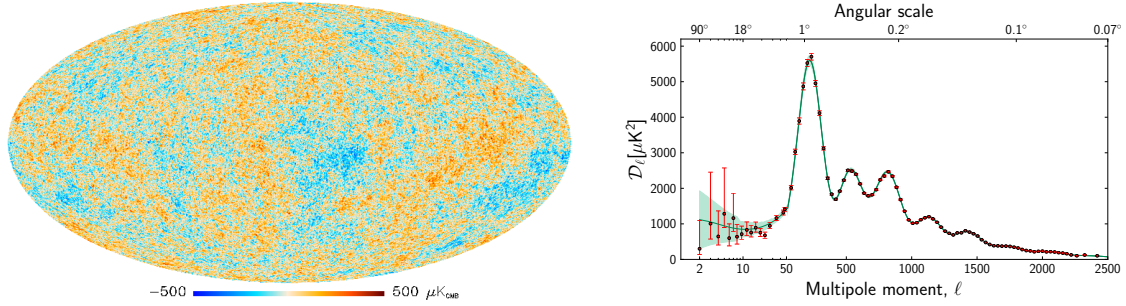 −500 500 μK_CMB
Angular scale
90° 18° 1° 0.2° 0.1° 0.07°
6000
5000
4000
3000
2000
1000
0
𝒟ℓ[μK²]
2 10 50 500 1000 1500 2000 2500
Multipole moment, ℓ